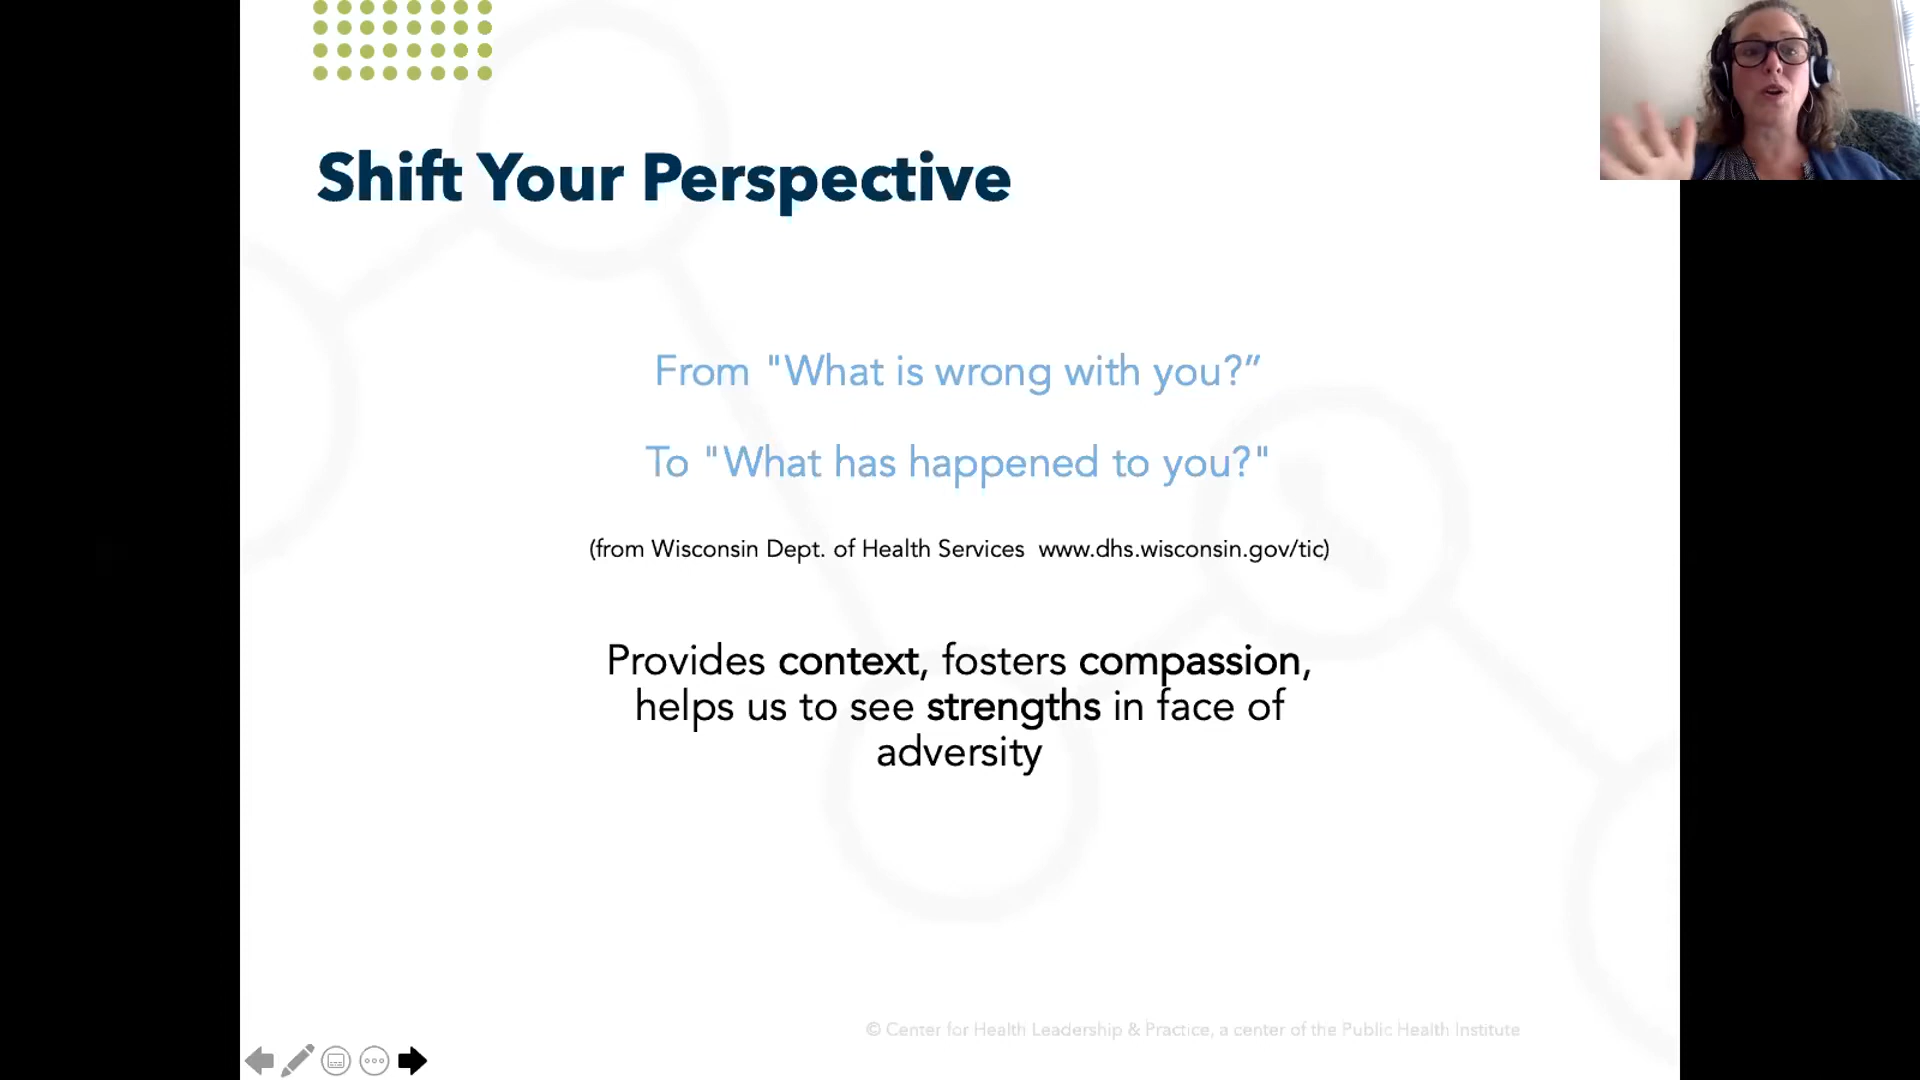 Shift Your Perspective
From "What is wrong with you?”
To "What has happened to you?"
(from Wisconsin Dept. of Health Services  www.dhs.wisconsin.gov/tic)
Provides context, fosters compassion,
helps us to see strengths in face of
adversity
© Center for Health Leadership & Practice, a center of the Public Health Institute